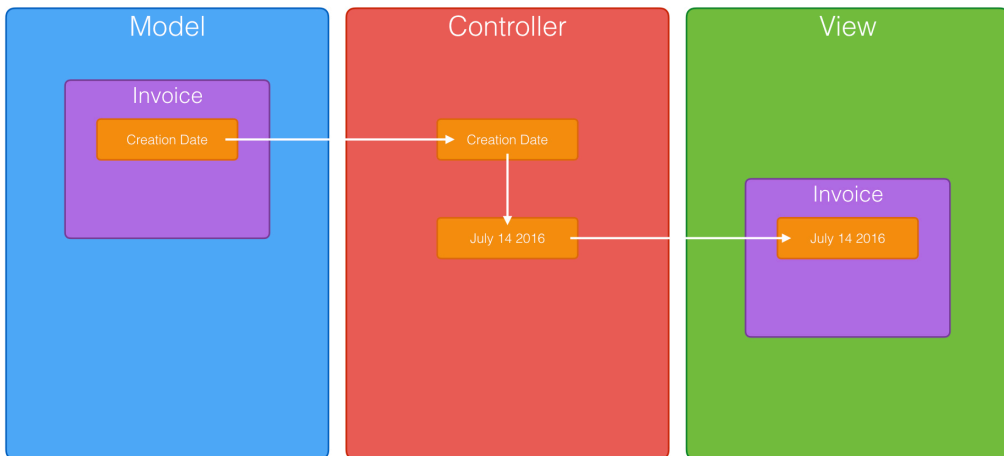 Model
Invoice
Creation Date
Controller
Creation Date
July 14 2016
View
Invoice
July 14 2016